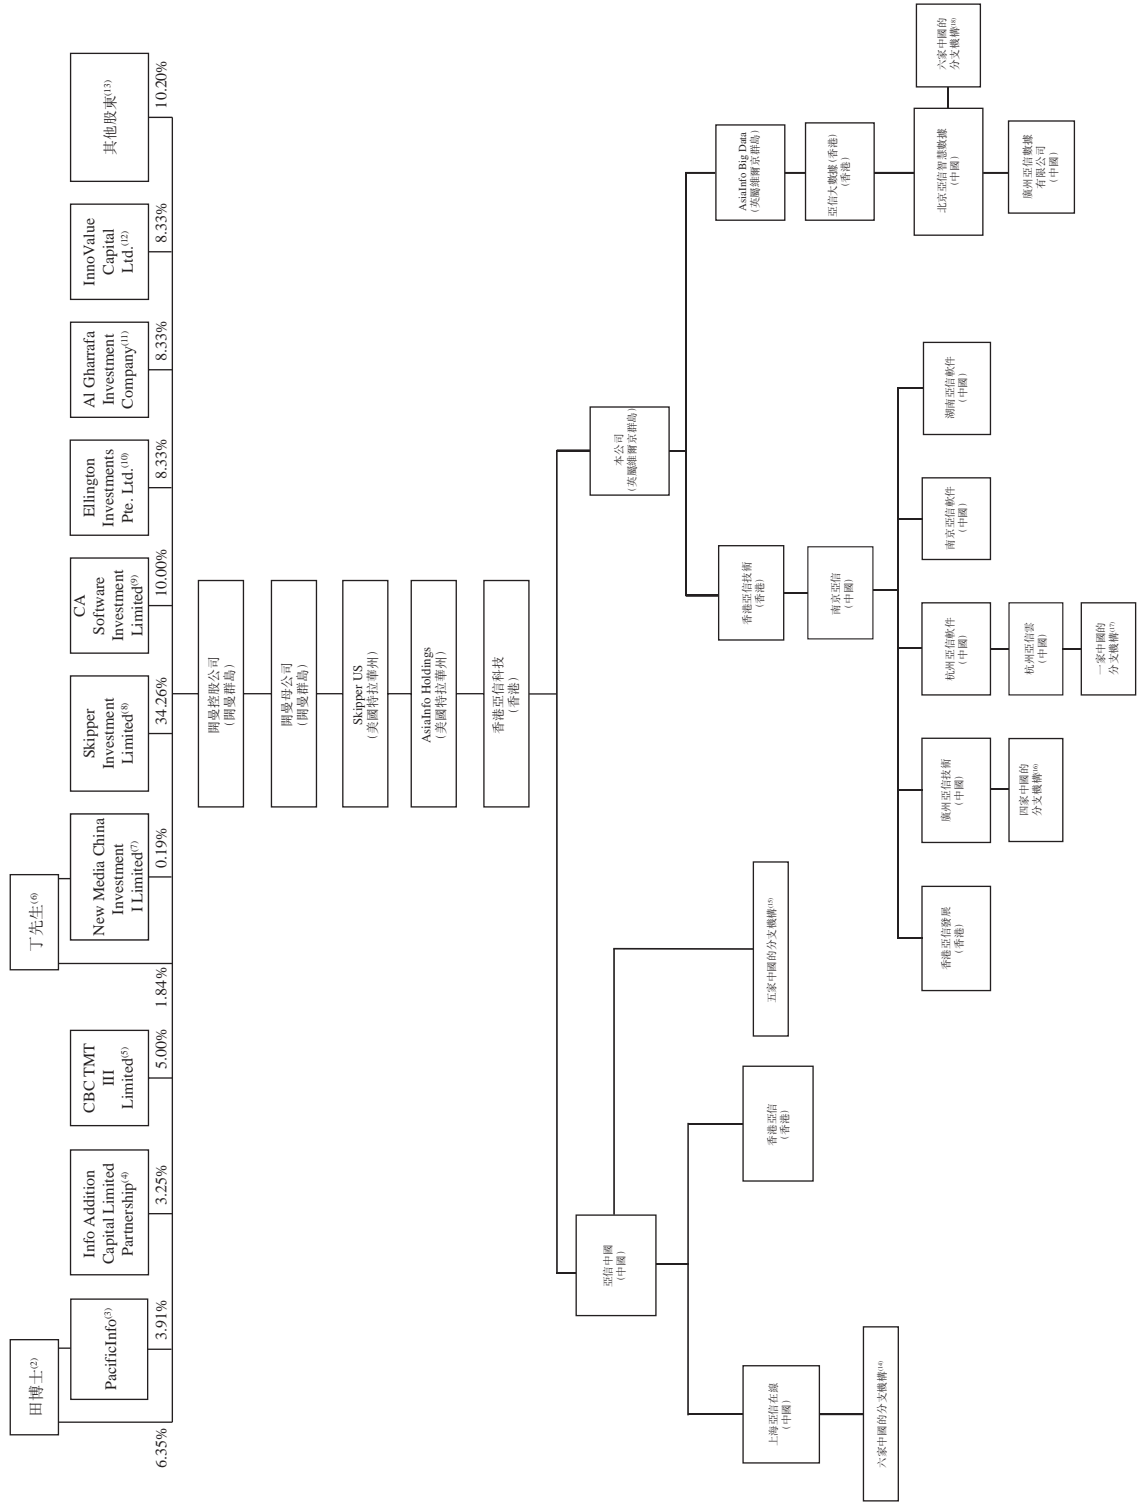 田博士(2)
丁先生(6)
PacificInfo(3)
Info Addition
Capital Limited
Partnership(4)
CBC TMT
III
Limited(5)
New Media China
Investment
I Limited(7)
Skipper
Investment
Limited(8)
CA
Software
Investment
Limited(9)
Ellington
Investments
Pte. Ltd.(10)
Al Gharrafa
Investment
Company(11)
InnoValue
Capital
Ltd.(12)
其他股東(13)
6.35%
3.91%
3.25%
5.00%
1.84%
0.19%
34.26%
10.00%
8.33%
8.33%
8.33%
10.20%
開曼控股公司
(開曼群島)
開曼母公司
(開曼群島)
Skipper US
(美國特拉華州)
AsiaInfo Holdings
(美國特拉華州)
香港亞信科技
(香港)
亞信中國
(中國)
本公司
(英屬維爾京群島)
上海亞信在線
(中國)
香港亞信
(香港)
五家中國的分支機構(15)
六家中國的分支機構(14)
香港亞信技術
(香港)
AsiaInfo Big Data
(英屬維爾京群島)
南京亞信
(中國)
亞信大數據(香港)
(香港)
香港亞信發展
(香港)
廣州亞信技術
(中國)
杭州亞信軟件
(中國)
南京亞信軟件
(中國)
湖南亞信軟件
(中國)
北京亞信智慧數據
(中國)
六家中國的
分支機構(18)
四家中國的
分支機構(16)
杭州亞信雲
(中國)
廣州亞信數據
有限公司
(中國)
一家中國的
分支機構(17)